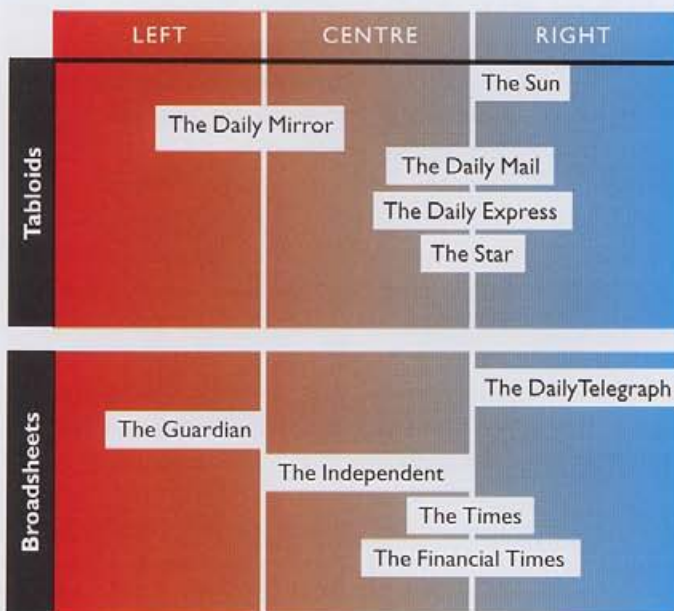 LEFT CENTRE RIGHT
Tabloids
The Sun
The Daily Mirror
The Daily Mail
The Daily Express
The Star
Broadsheets
The DailyTelegraph
The Guardian
The Independent
The Times
The Financial Times